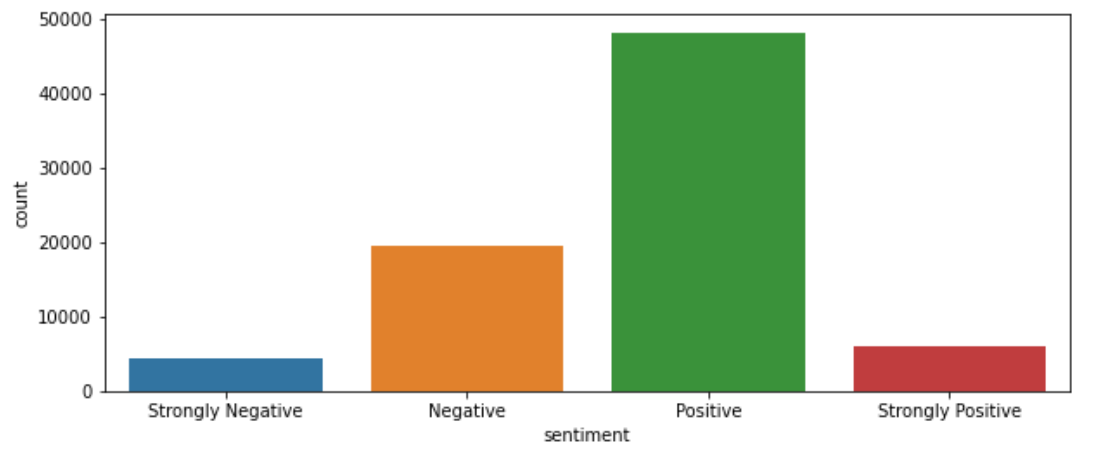 50000
40000
30000
20000
10000
0
count
Strongly Negative
Negative
Positive
Strongly Positive
sentiment